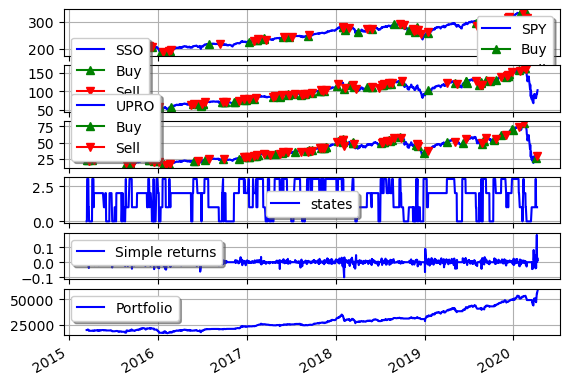 300
200
SPY
Buy
SSO
Buy
Sell
150
100
50
UPRO
Buy
Sell
75
50
25
2.5
0.0
states
0.1
0.0
−0.1
Simple returns
50000
25000
Portfolio
2015 2016 2017 2018 2019 2020